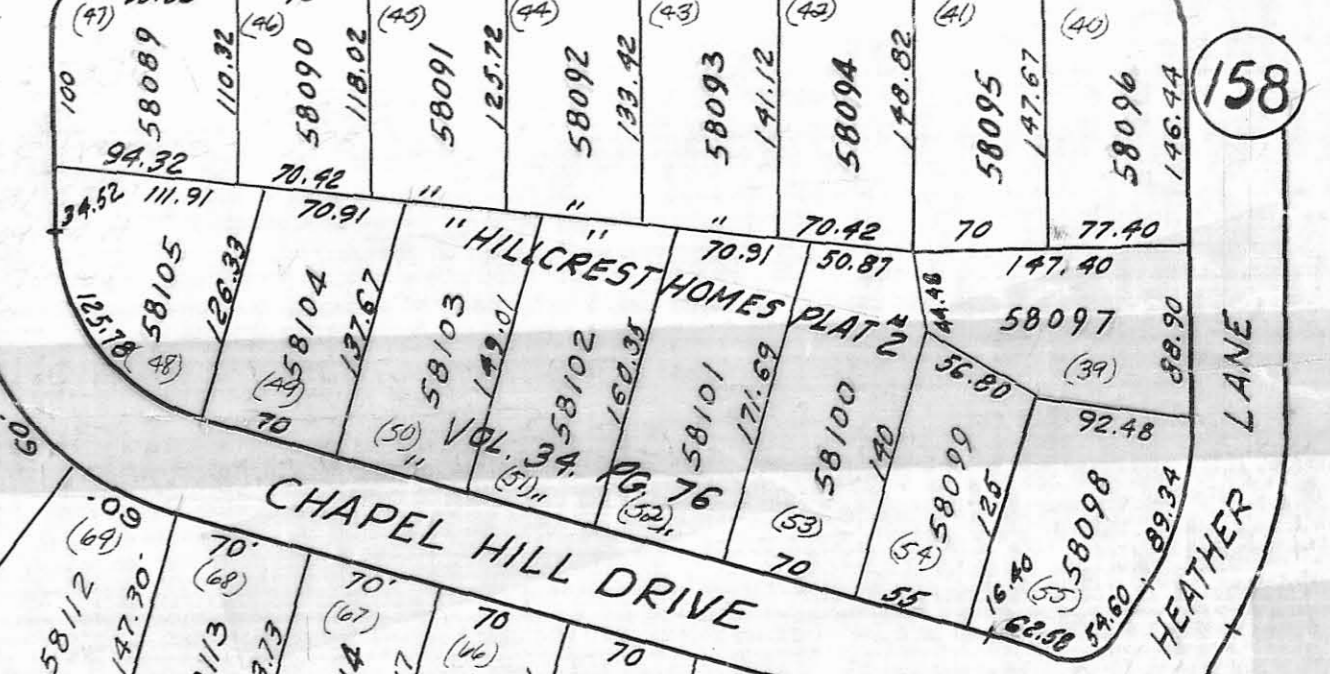 (47) (46) (45) (44) (43) (42) (41) (40)
100 58089 110.32 58090 118.02 58091 125.72 58092 133.42 58093 141.12 58094 148.82 58095 147.67 58096 146.44
158
94.32 70.42 " " " 70.42 70 77.40
34.52 111.91 70.91 " " 70.91 50.87 147.40
"HILLCREST HOMES PLAT # 2
44.48 58097 88.90
(39)
56.80 92.48
125.78 58105 126.33 58104 137.67 58103 149.01 58102 160.35 58101 171.69 58100 140 58099 125 58098 89.34
(48) (49) (50) (51) (52) (53) (54) (55)
VOL. 34. PG. 76
70 " " " 70 55 16.40 62.58 54.60
60.
CHAPEL HILL DRIVE
HEATHER LANE
60. 70' 70' 70 70
(69) (68) (67) (66)
58112 147.30